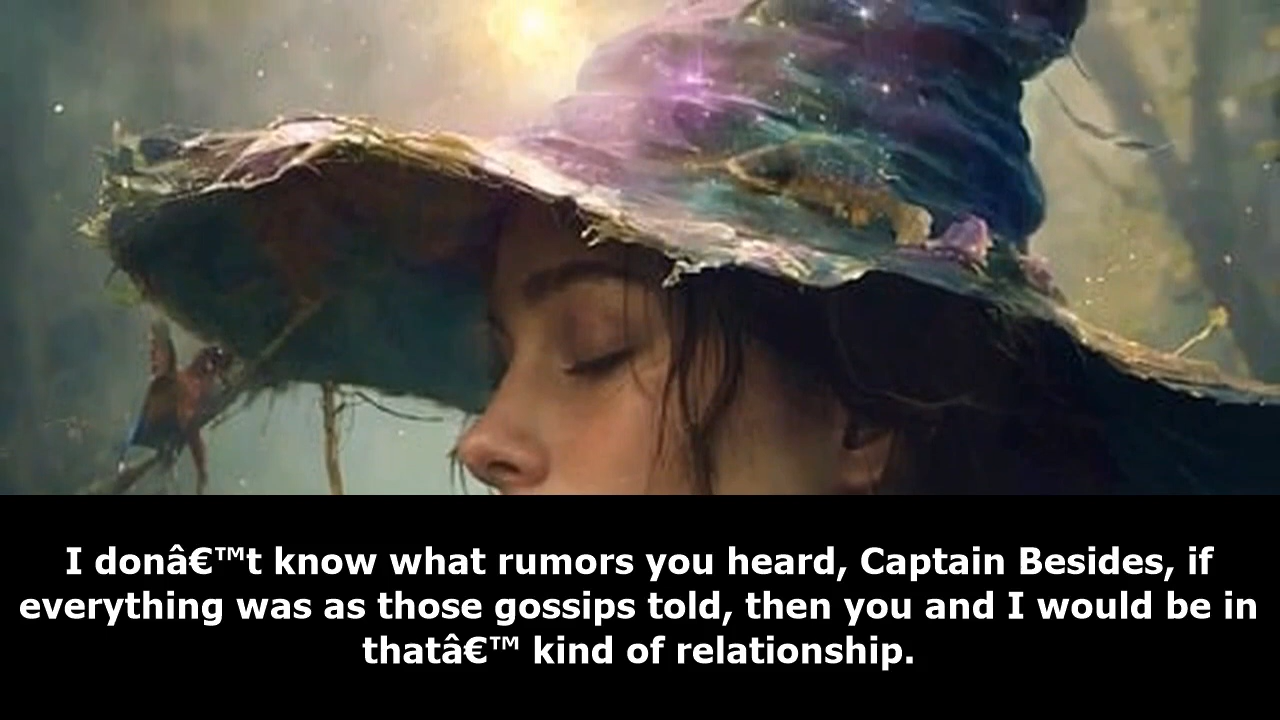 I donâ€™t know what rumors you heard, Captain Besides, if
everything was as those gossips told, then you and I would be in
thatâ€™ kind of relationship.